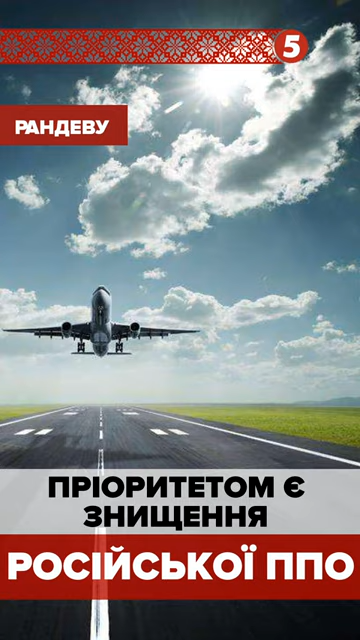 5
РАНДЕВУ
ПРІОРИТЕТОМ Є
ЗНИЩЕННЯ
РОСІЙСЬКОЇ ППО